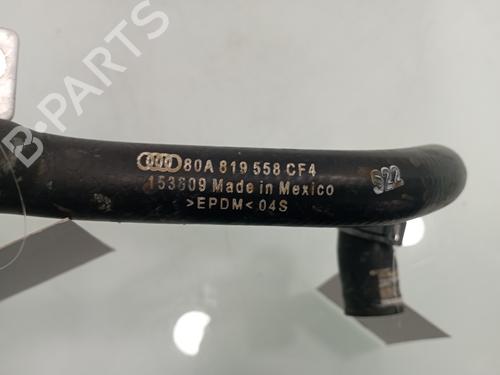 80A 819 558 CF4
153609 Made in Mexico
>EPDM< 04S
S22
B-PARTS